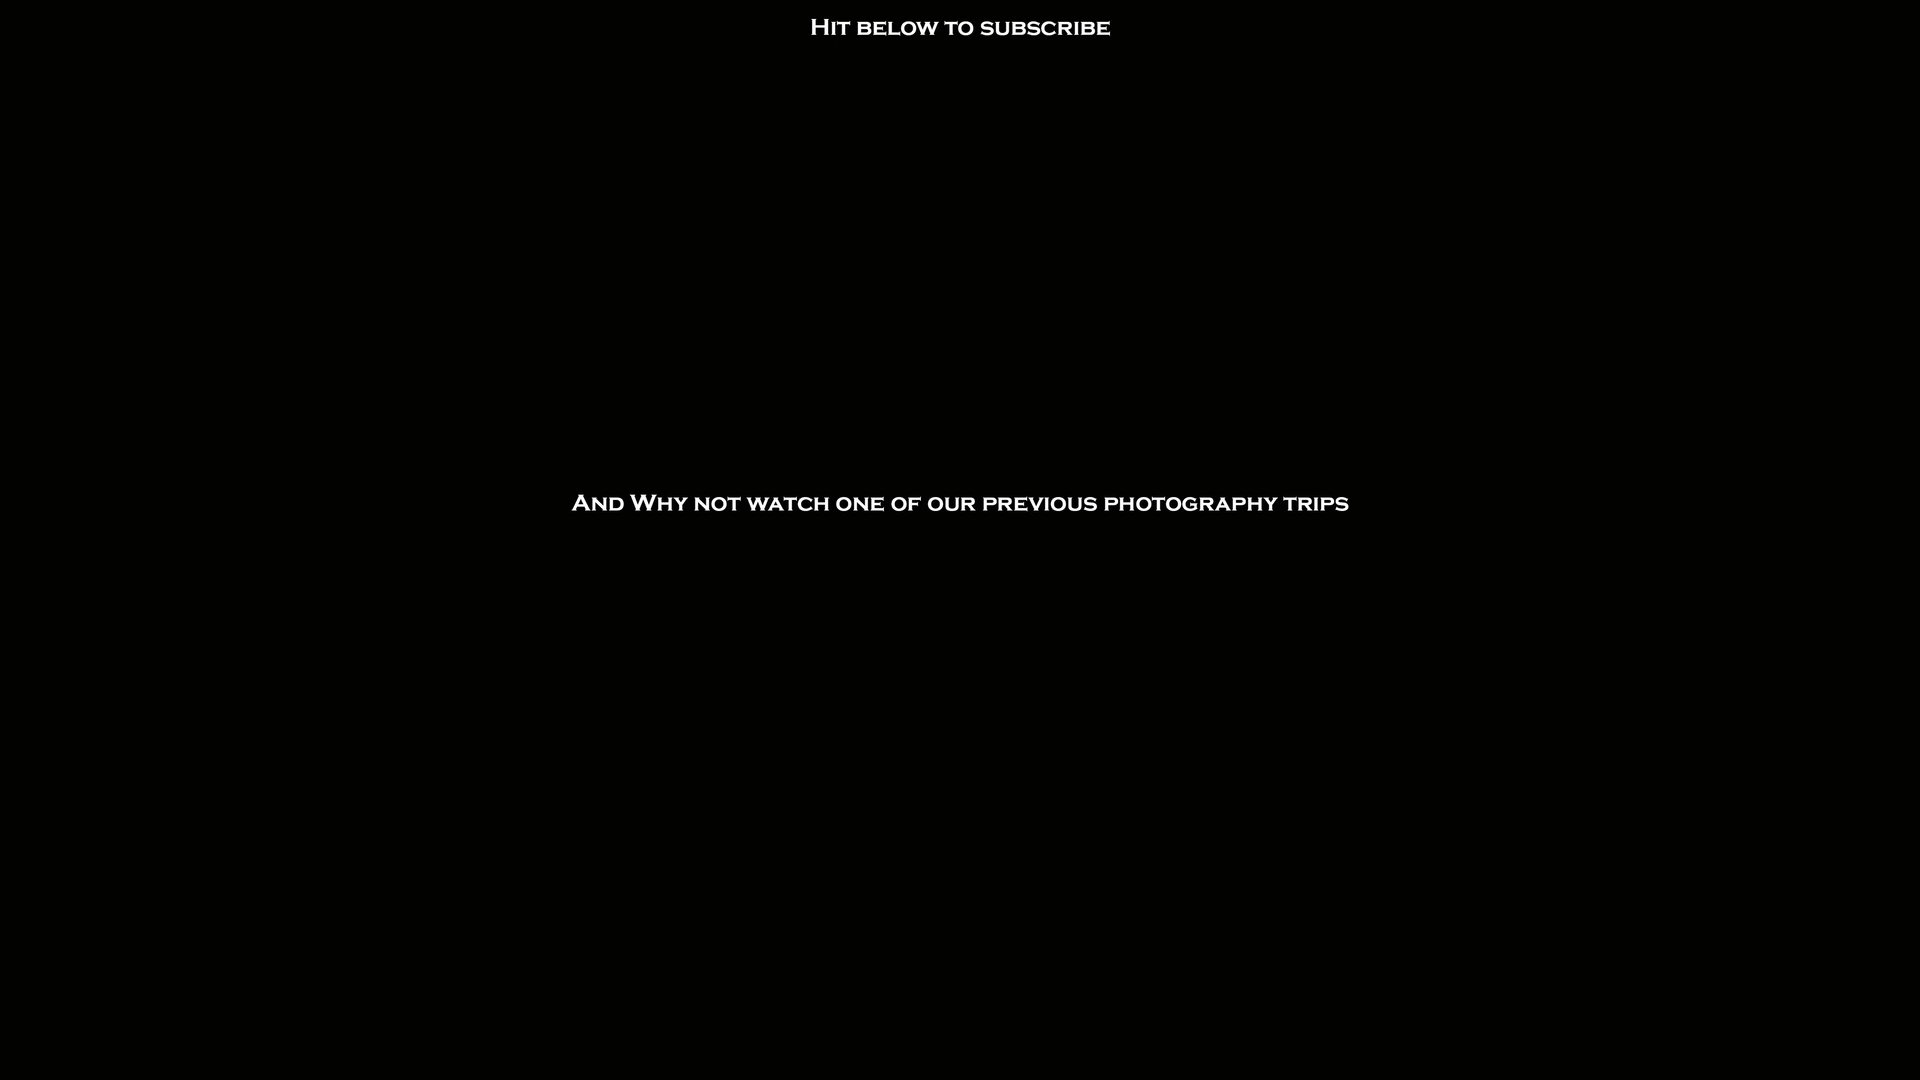 Hit below to subscribe
And Why not watch one of our previous photography trips